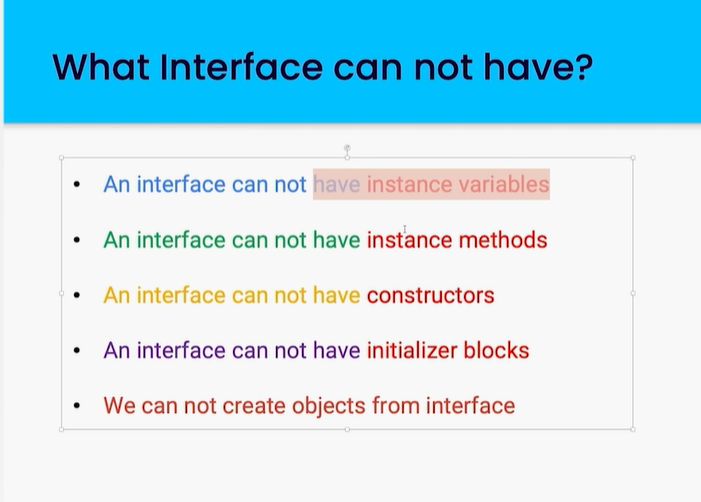 What Interface can not have?
• An interface can not have instance variables
• An interface can not have instance methods
• An interface can not have constructors
• An interface can not have initializer blocks
• We can not create objects from interface